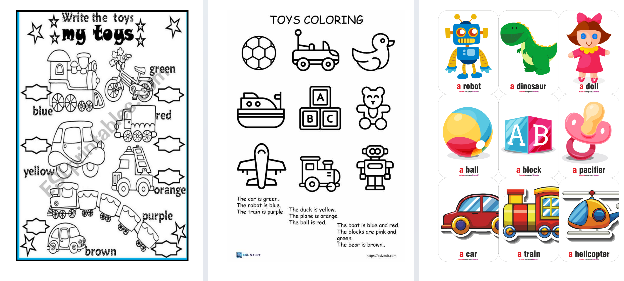 Write the toys
my toys
green
blue
red
yellow
orange
purple
brown
TOYS COLORING
A
B C
The car is green.
The robot is blue.
The train is purple
The duck is yellow.
The plane is orange
The ball is red.
The boat is blue and red.
The blocks are pink and
green.
The bear is brown.
a robot
a dinosaur
a doll
A B
a ball
a block
a pacifier
a car
a train
a helicopter